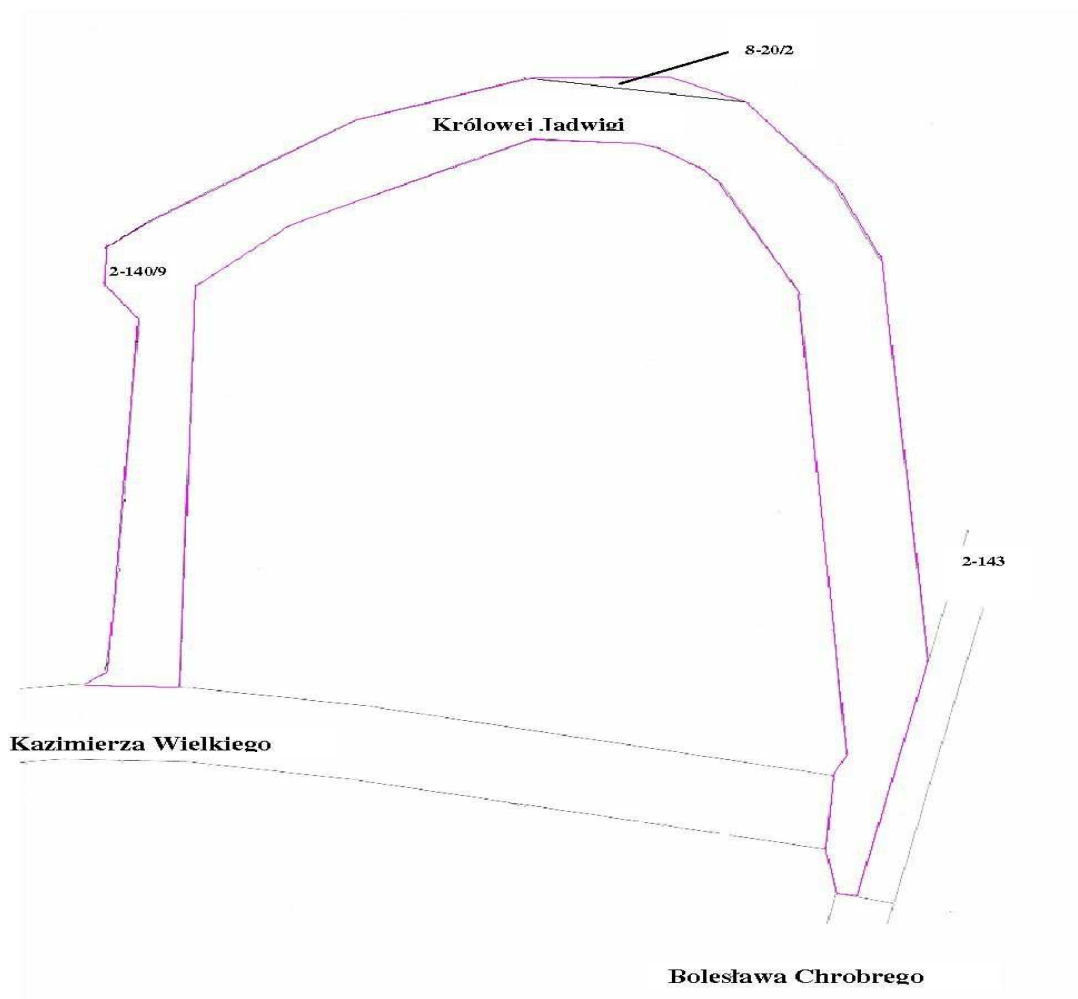 8-20/2
Królowej Jadwigi
2-140/9
2-143
Kazimierza Wielkiego
Bolesława Chrobrego